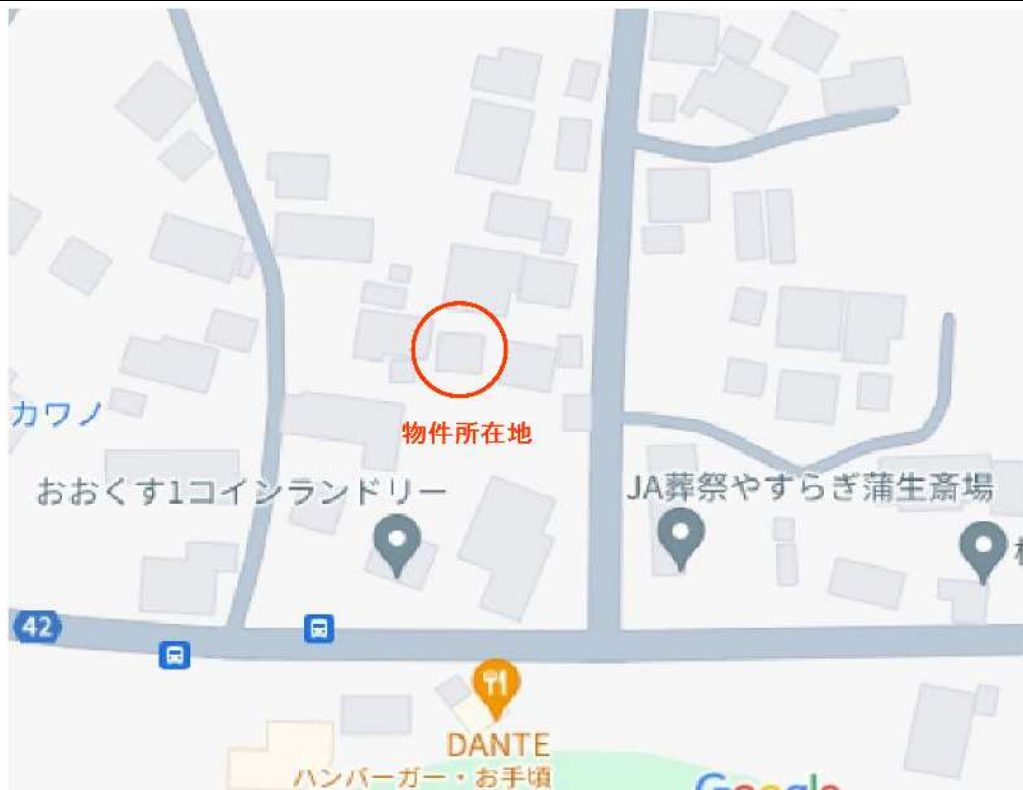 カワノ
物件所在地
おおくす1コインランドリー
JA葬祭やすらぎ蒲生斎場
42
DANTE
ハンバーガー・お手頃
Google